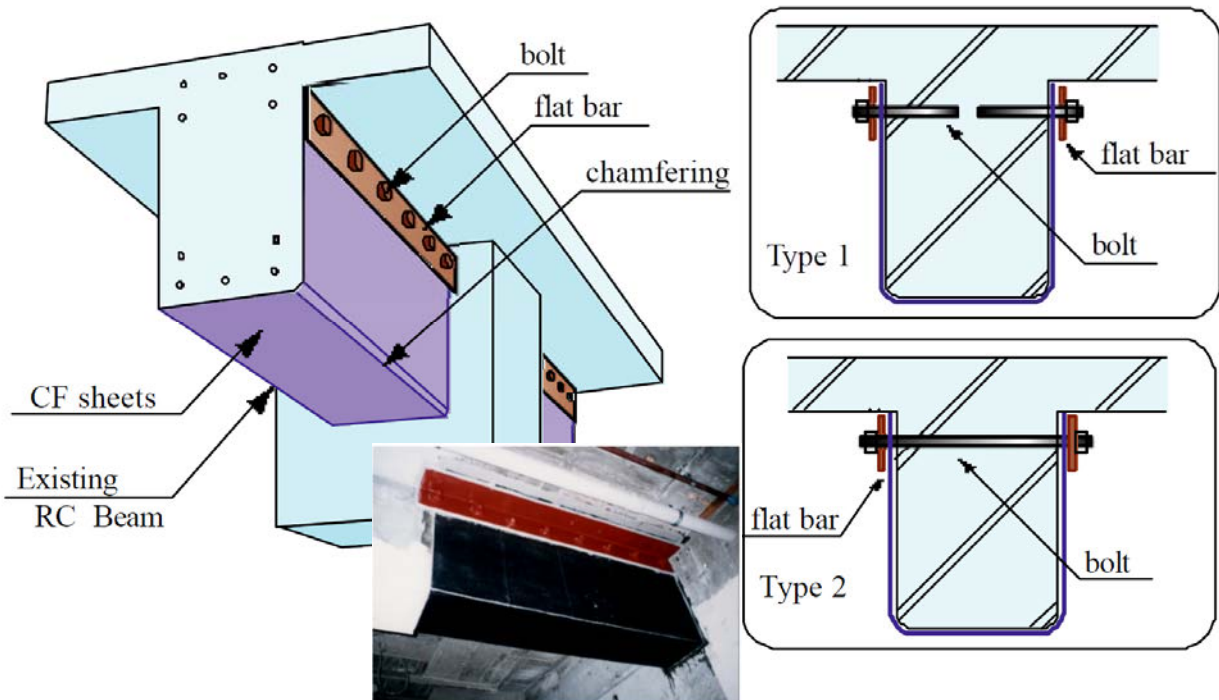 bolt
flat bar
chamfering
CF sheets
Existing
RC Beam
Type 1
flat bar
bolt
flat bar
bolt
Type 2